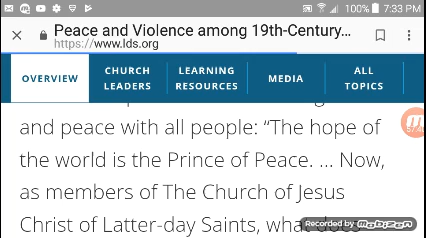 100% 7:33 PM
Peace and Violence among 19th-Century...
https://www.lds.org
OVERVIEW
CHURCH
LEADERS
LEARNING
RESOURCES
MEDIA
ALL
TOPICS
and peace with all people: “The hope of
the world is the Prince of Peace. ... Now,
as members of The Church of Jesus
Christ of Latter-day Saints, what does
Recorded by mobizen